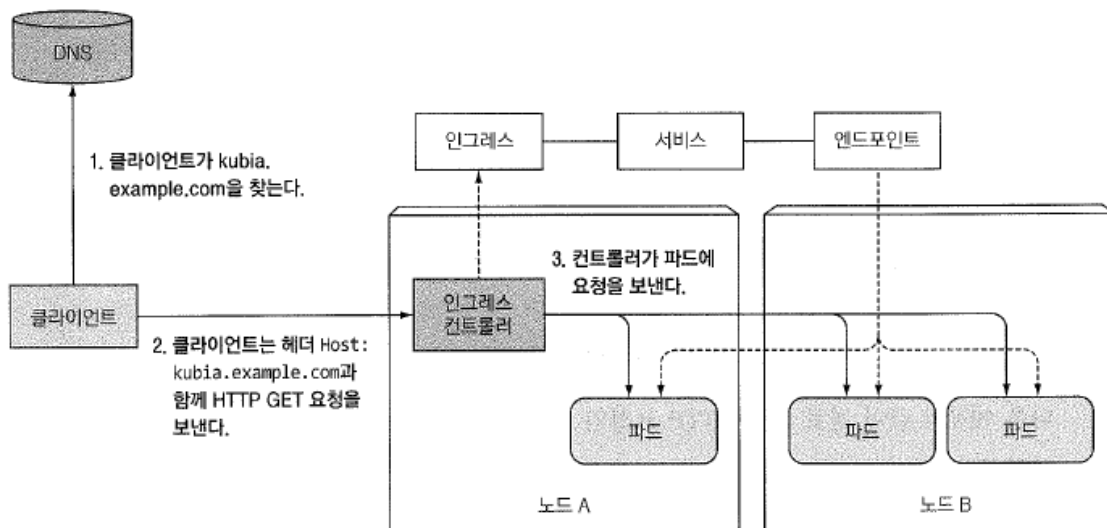 DNS
1. 클라이언트가 kubia.
example.com을 찾는다.
인그레스
서비스
엔드포인트
클라이언트
2. 클라이언트는 헤더 Host:
kubia.example.com과
함께 HTTP GET 요청을
보낸다.
인그레스
컨트롤러
3. 컨트롤러가 파드에
요청을 보낸다.
파드
파드
파드
노드 A
노드 B